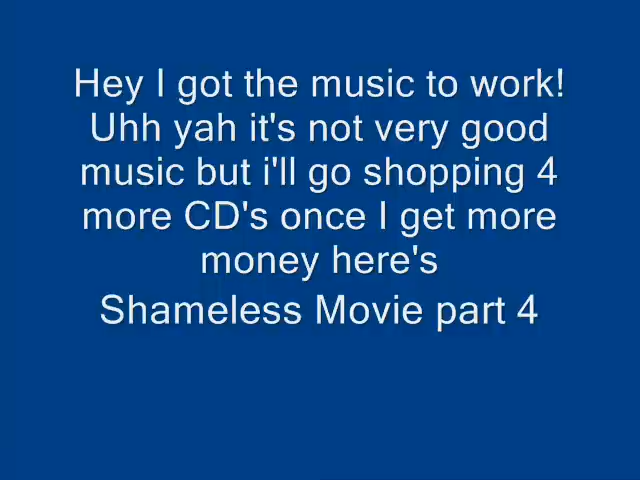 Hey I got the music to work!
Uhh yah it's not very good
music but i'll go shopping 4
more CD's once I get more
money here's
Shameless Movie part 4